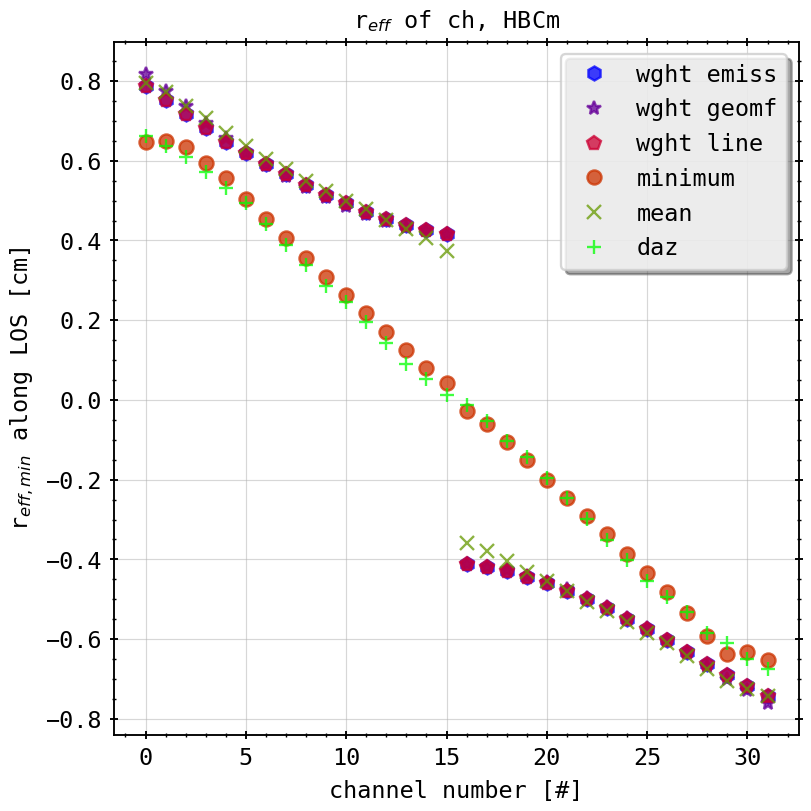 r_eff of ch, HBCm
wght emiss
wght geomf
wght line
minimum
mean
daz
r_eff,min along LOS [cm]
0.8
0.6
0.4
0.2
0.0
−0.2
−0.4
−0.6
−0.8
0 5 10 15 20 25 30
channel number [#]